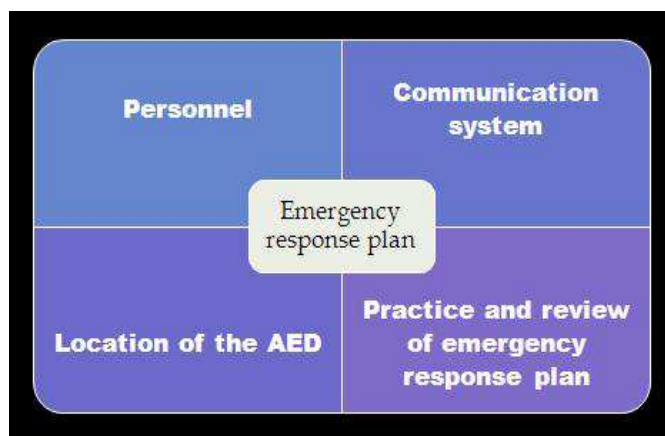 Personnel
Communication
system
Emergency
response plan
Location of the AED
Practice and review
of emergency
response plan